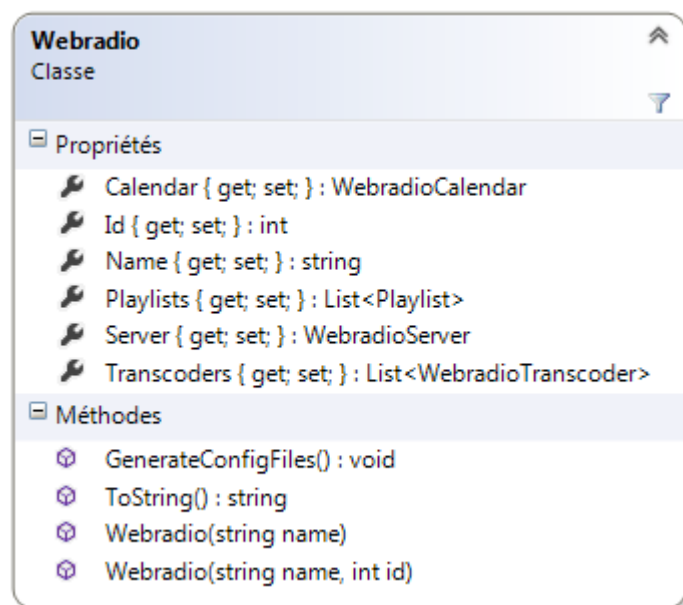 Webradio
Classe
Propriétés
Calendar { get; set; } : WebradioCalendar
Id { get; set; } : int
Name { get; set; } : string
Playlists { get; set; } : List<Playlist>
Server { get; set; } : WebradioServer
Transcoders { get; set; } : List<WebradioTranscoder>
Méthodes
GenerateConfigFiles() : void
ToString() : string
Webradio(string name)
Webradio(string name, int id)